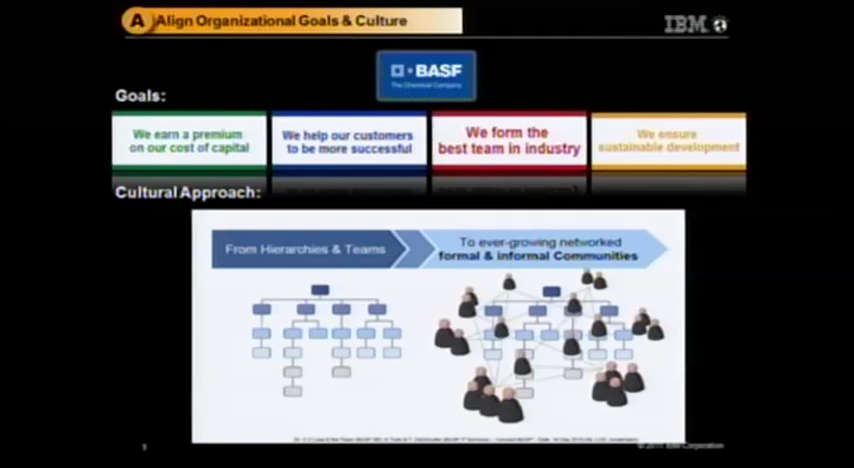 A Align Organizational Goals & Culture
IBM
BASF
The Chemical Company
Goals:
We earn a premium
on our cost of capital
We help our customers
to be more successful
We form the
best team in industry
We ensure
sustainable development
Cultural Approach:
From Hierarchies & Teams
To ever-growing networked
formal & informal Communities
IBM Corporation